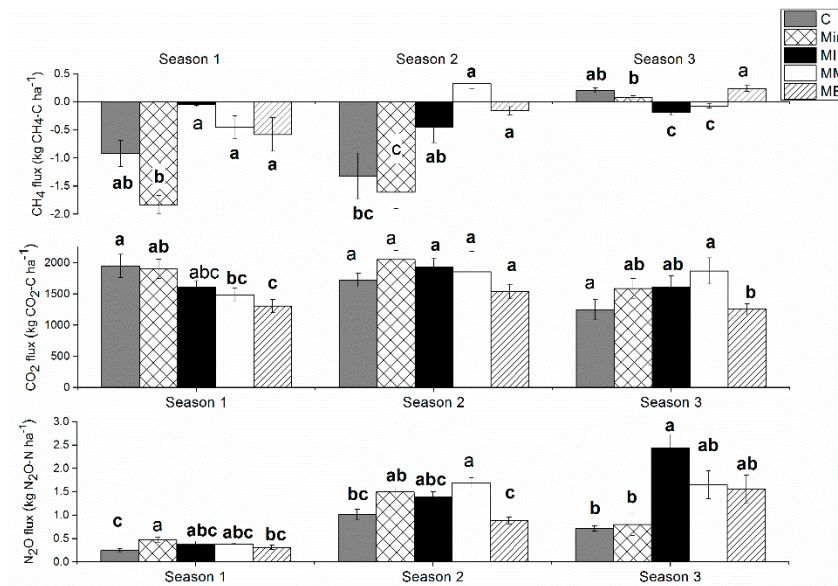 C
Min
MI
MM
ME
Season 1
Season 2
Season 3
CH4 flux (kg CH4-C ha-1)
0.5
0.0
-0.5
-1.0
-1.5
-2.0
ab
b
a
a
a
bc
c
ab
a
a
ab
b
c
c
a
CO2 flux (kg CO2-C ha-1)
2000
1500
1000
500
0
a
ab
abc
bc
c
a
a
a
a
a
a
ab
ab
a
b
Season 1
Season 2
Season 3
N2O flux (kg N2O-N ha-1)
3.0
2.5
2.0
1.5
1.0
0.5
0.0
c
a
abc
abc
bc
bc
ab
abc
a
c
b
b
a
ab
ab
Season 1
Season 2
Season 3